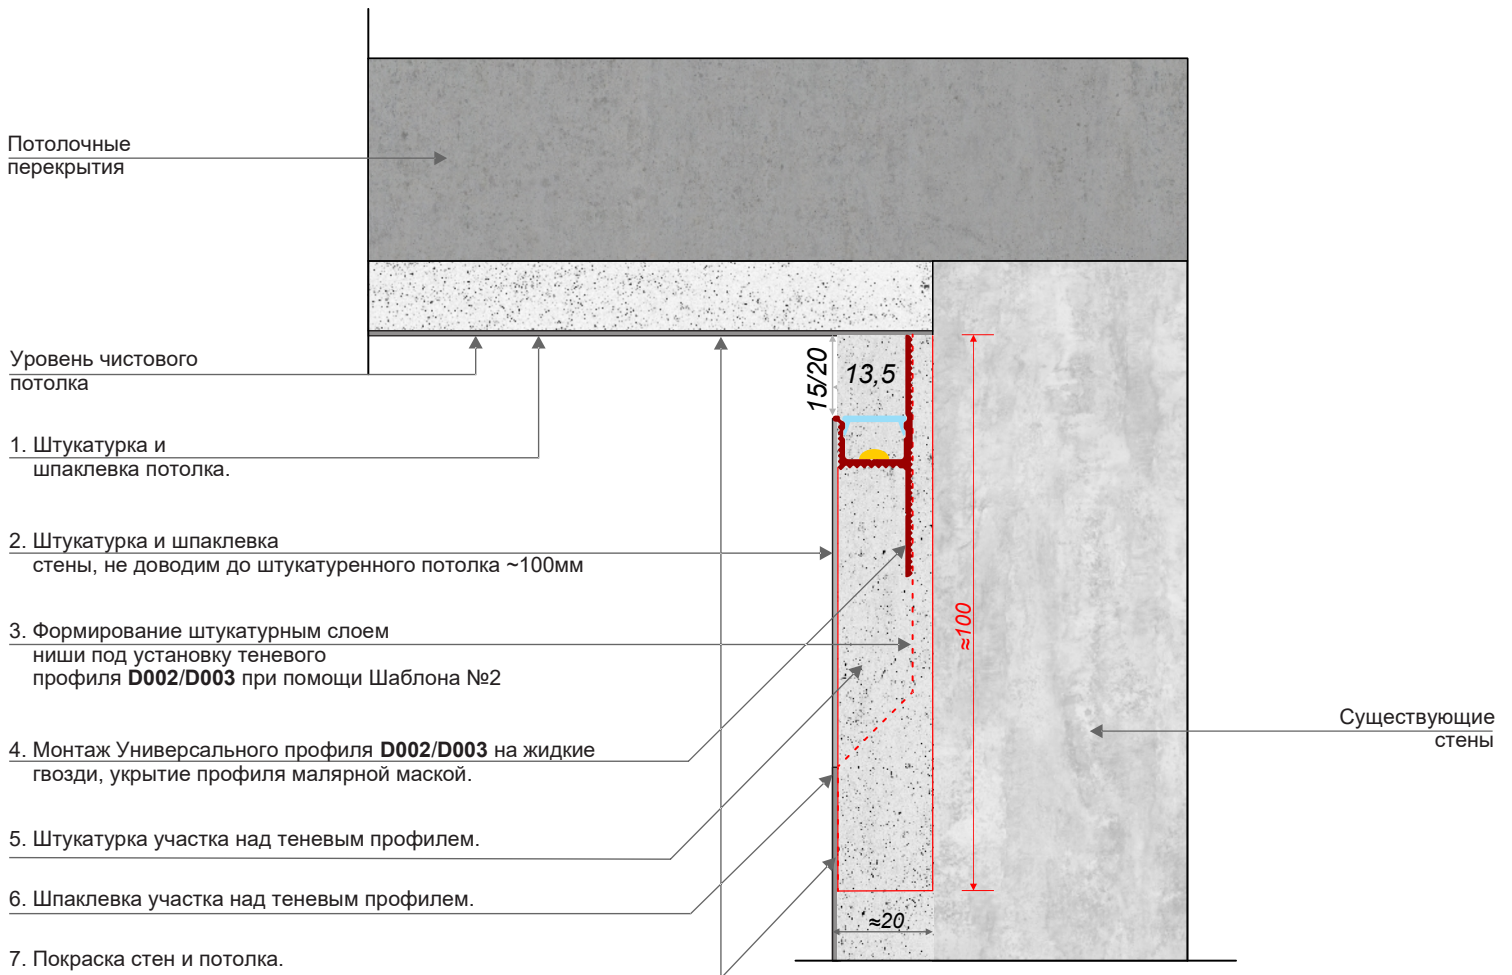 Потолочные
перекрытия
Уровень чистового
потолка
1. Штукатурка и
шпаклевка потолка.
2. Штукатурка и шпаклевка
стены, не доводим до штукатуренного потолка ~100мм
3. Формирование штукатурным слоем
ниши под установку теневого
профиля D002/D003 при помощи Шаблона №2
4. Монтаж Универсального профиля D002/D003 на жидкие
гвозди, укрытие профиля малярной маской.
5. Штукатурка участка над теневым профилем.
6. Шпаклевка участка над теневым профилем.
7. Покраска стен и потолка.
15/20
13,5
≈100
≈20
Существующие
стены